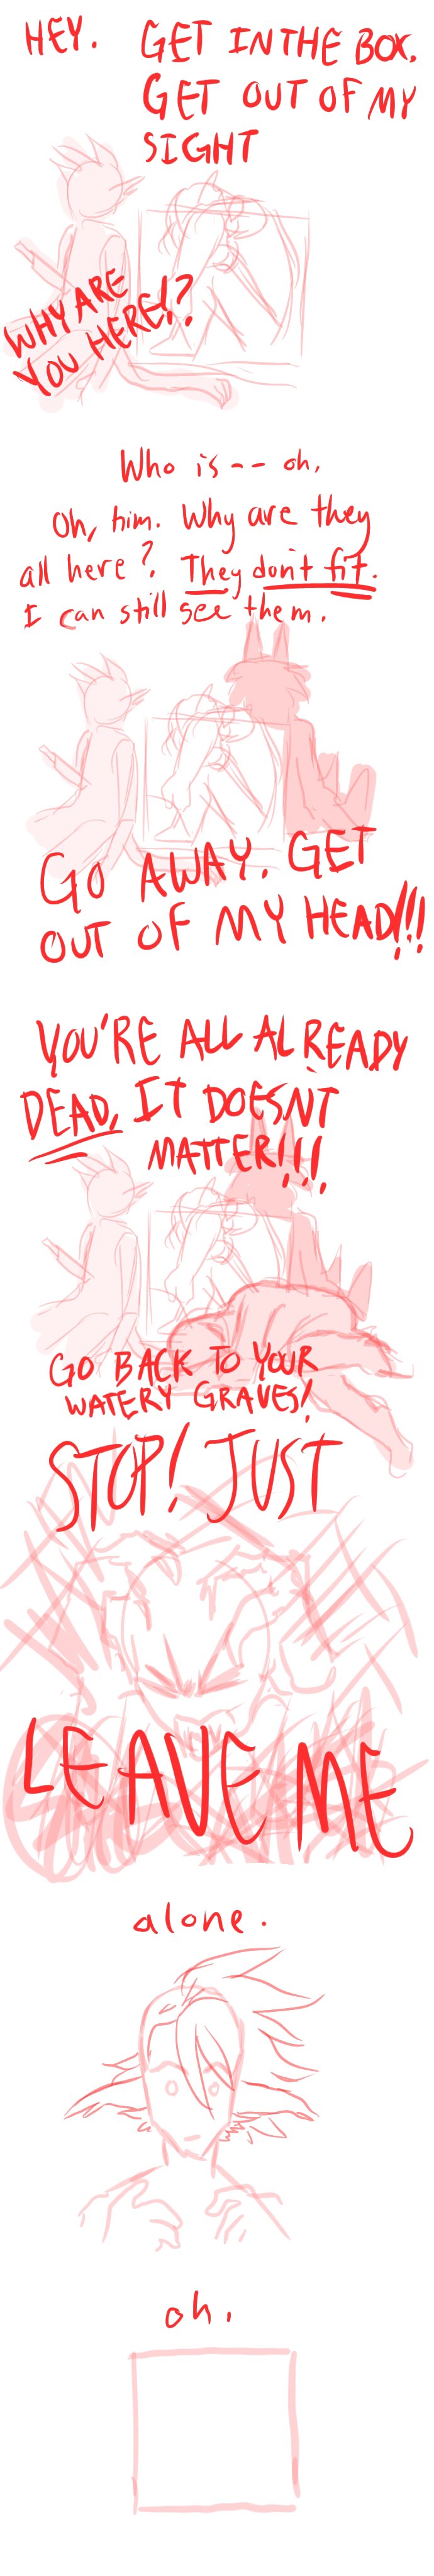 HEY. GET IN THE BOX.
GET OUT OF MY
SIGHT
WHY ARE
YOU HERE!?
Who is -- oh.
Oh, him. Why are they
all here? They don't fit.
I can still see them.
GO AWAY. GET
OUT OF MY HEAD!!!
YOU'RE ALL ALREADY
DEAD, IT DOESN'T
MATTER!!!
GO BACK TO YOUR
WATERY GRAVES!
STOP! JUST
LEAVE ME
alone.
oh.